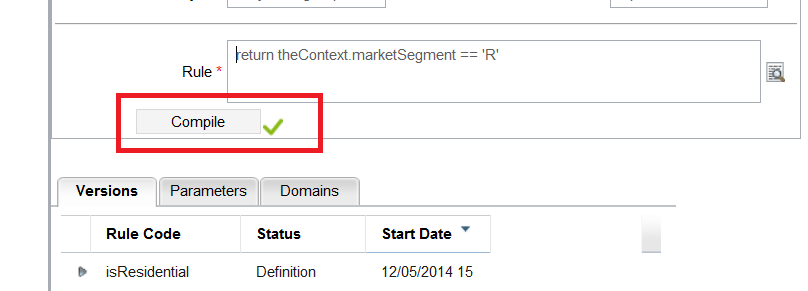 return theContext.marketSegment == 'R'
Rule *
Compile
Versions Parameters Domains
Rule Code Status Start Date
isResidential Definition 12/05/2014 15